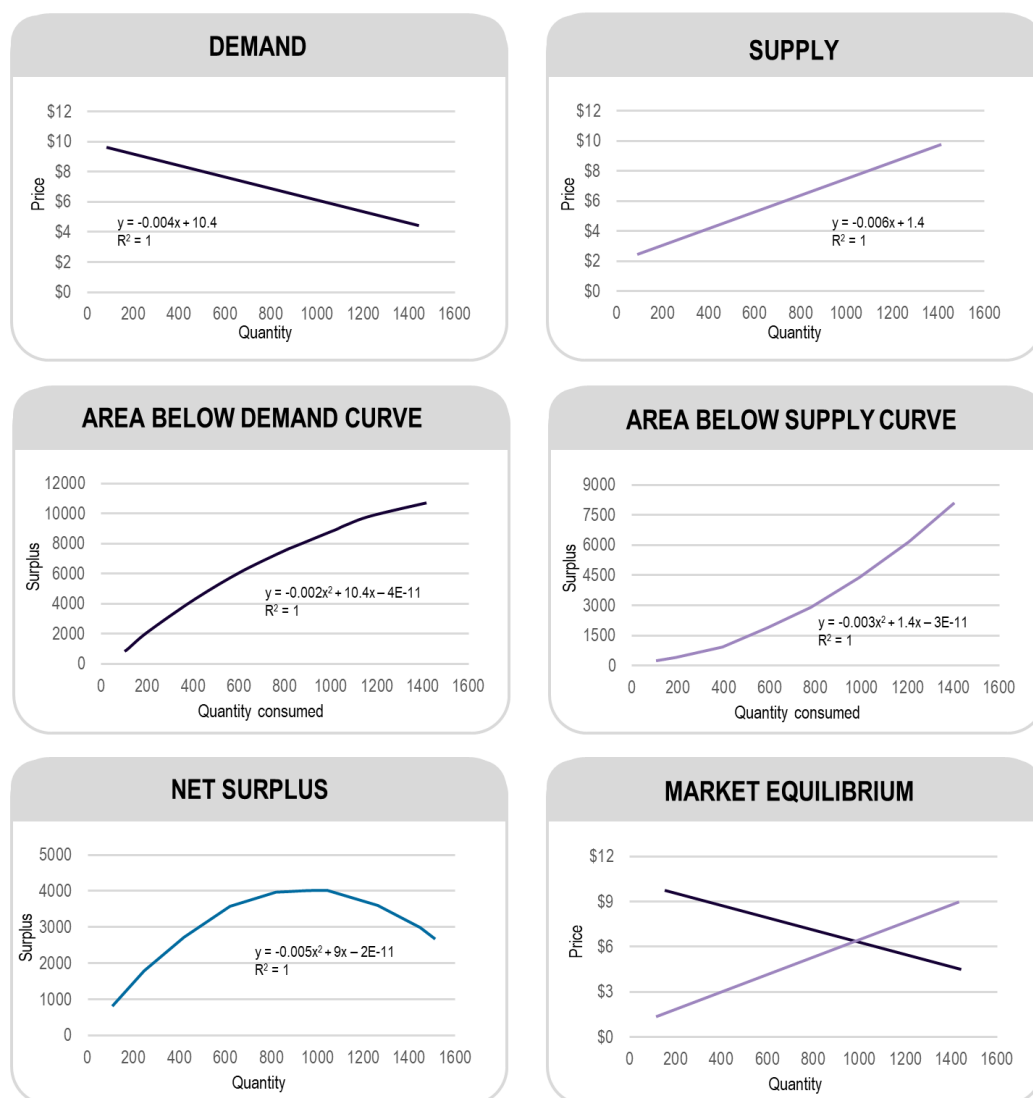 DEMAND
$12
$10
$8
$6
$4
$2
$0
Price
y = -0.004x + 10.4
R² = 1
0 200 400 600 800 1000 1200 1400 1600
Quantity
SUPPLY
$12
$10
$8
$6
$4
$2
$0
Price
y = -0.006x + 1.4
R² = 1
0 200 400 600 800 1000 1200 1400 1600
Quantity
AREA BELOW DEMAND CURVE
12000
10000
8000
6000
4000
2000
0
Surplus
y = -0.002x² + 10.4x – 4E-11
R² = 1
0 200 400 600 800 1000 1200 1400 1600
Quantity consumed
AREA BELOW SUPPLY CURVE
9000
7500
6000
4500
3000
1500
0
Surplus
y = -0.003x² + 1.4x – 3E-11
R² = 1
0 200 400 600 800 1000 1200 1400 1600
Quantity consumed
NET SURPLUS
5000
4000
3000
2000
1000
0
Surplus
y = -0.005x² + 9x – 2E-11
R² = 1
0 200 400 600 800 1000 1200 1400 1600
Quantity
MARKET EQUILIBRIUM
$12
$9
$6
$3
$0
Price
0 200 400 600 800 1000 1200 1400 1600
Quantity